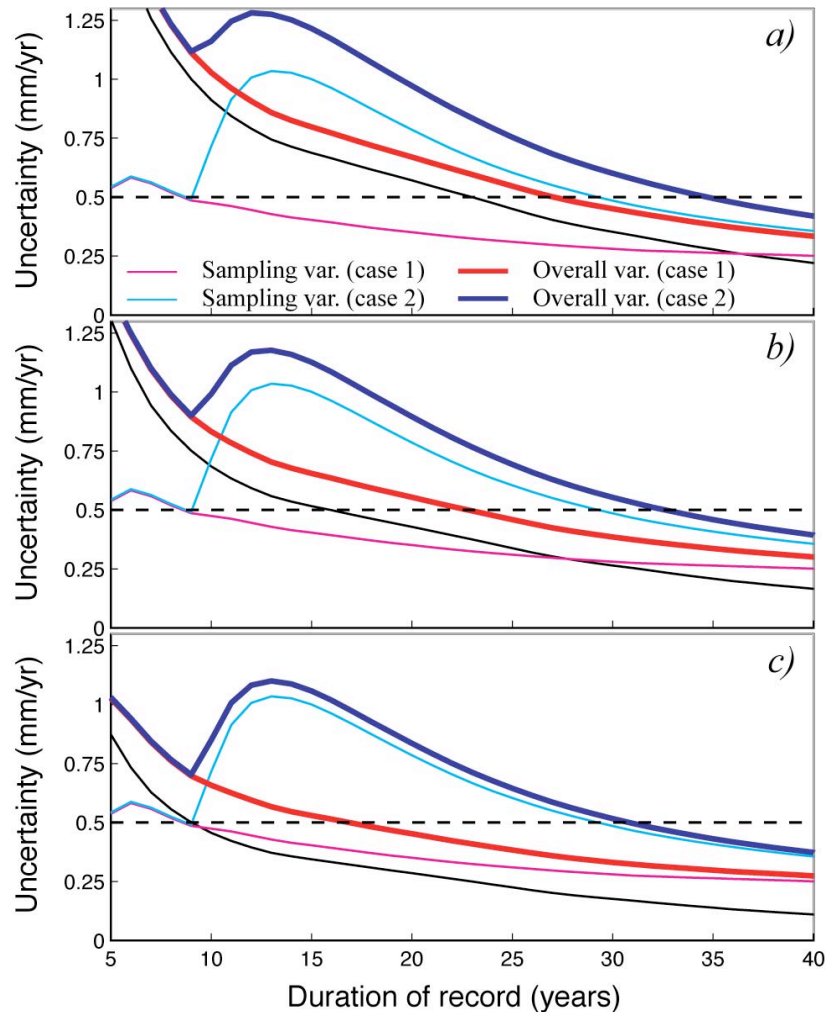 a)
1.25
1
0.75
0.5
0.25
0
Uncertainty (mm/yr)
Sampling var. (case 1)
Overall var. (case 1)
Sampling var. (case 2)
Overall var. (case 2)
b)
1.25
1
0.75
0.5
0.25
0
Uncertainty (mm/yr)
c)
1.25
1
0.75
0.5
0.25
0
Uncertainty (mm/yr)
5 10 15 20 25 30 35 40
Duration of record (years)